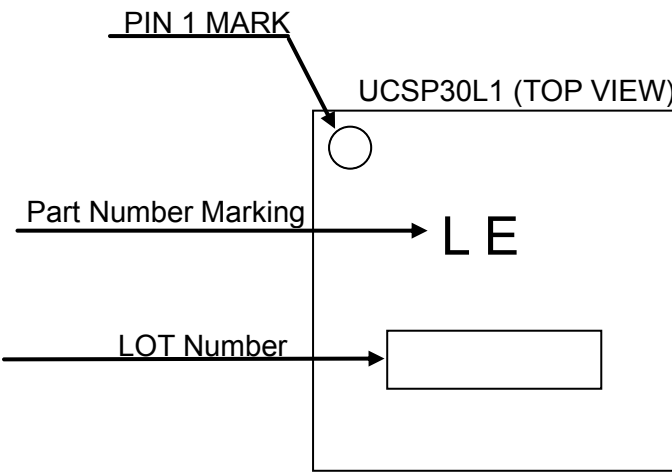 PIN 1 MARK
UCSP30L1 (TOP VIEW)
Part Number Marking
L E
LOT Number